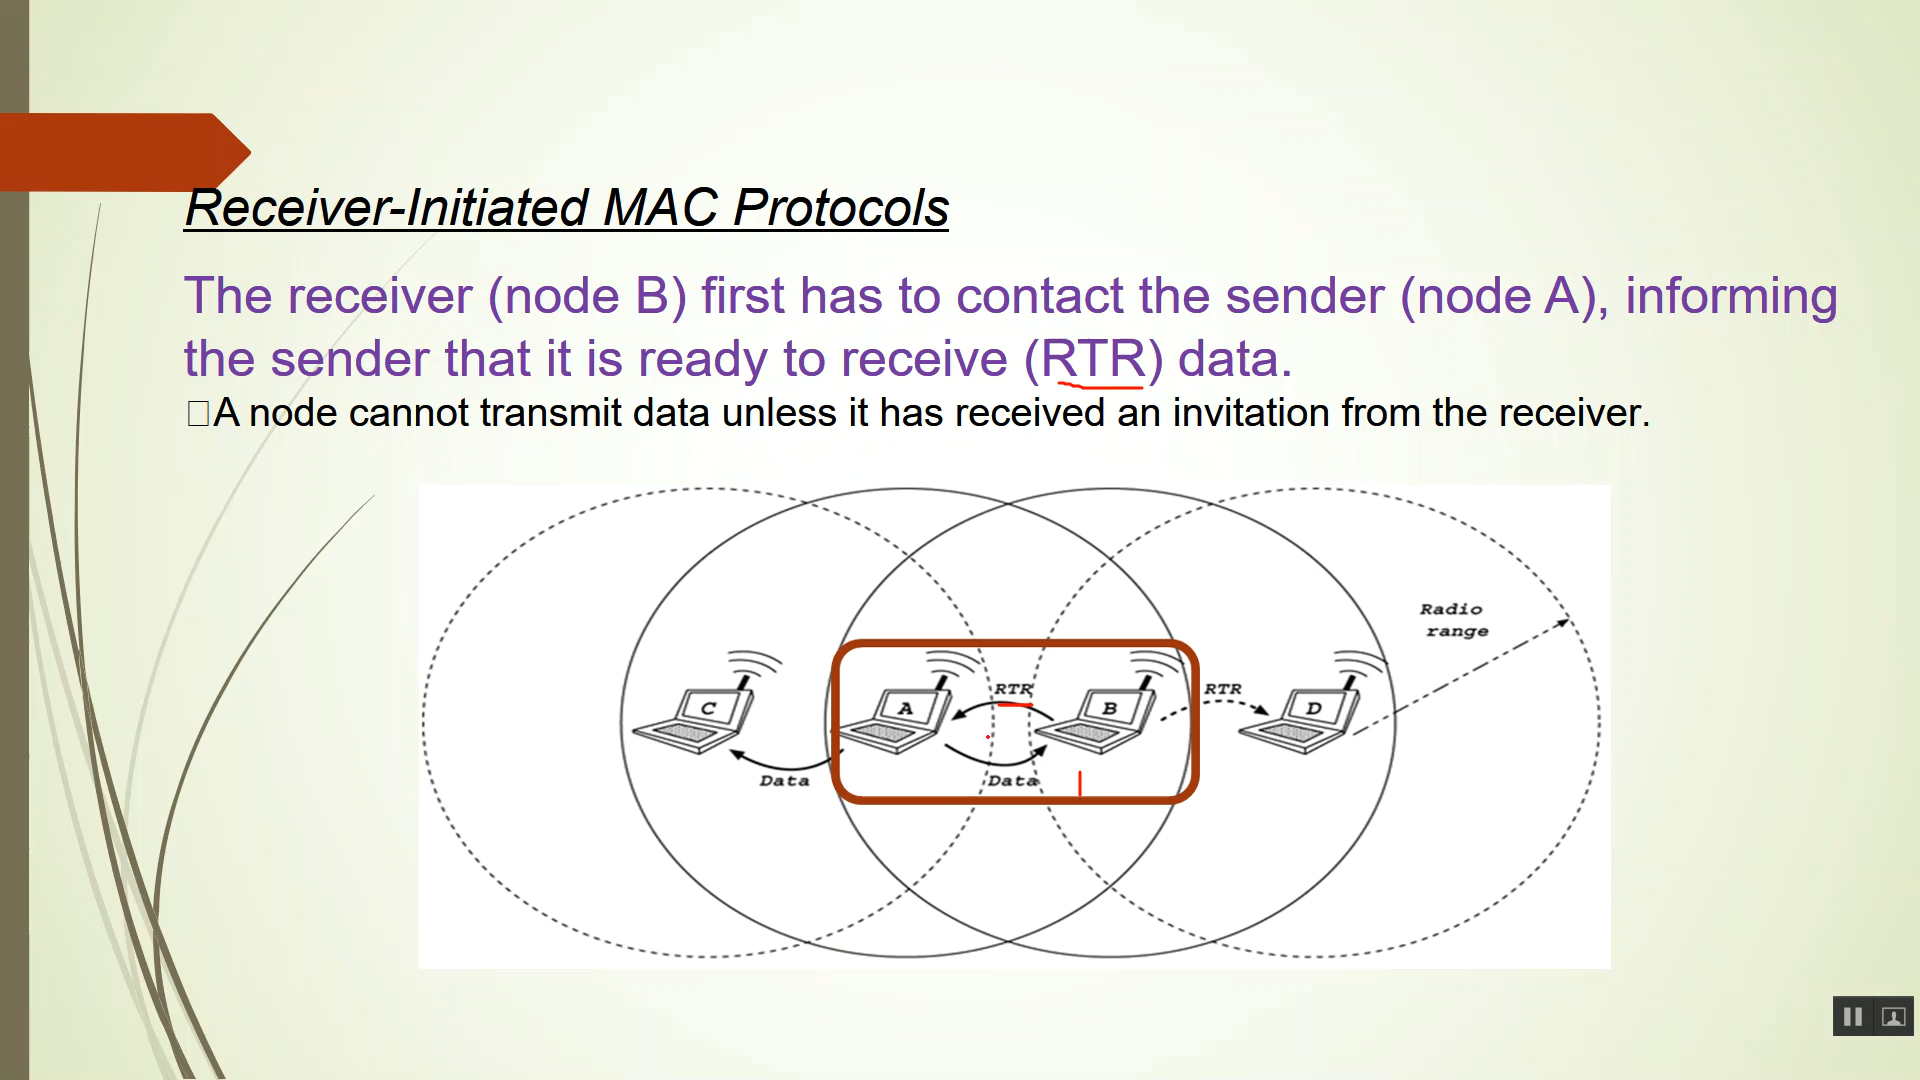 Receiver-Initiated MAC Protocols
The receiver (node B) first has to contact the sender (node A), informing
the sender that it is ready to receive (RTR) data.
□A node cannot transmit data unless it has received an invitation from the receiver.
Radio
range
RTR
RTR
C
A
B
D
Data
Data